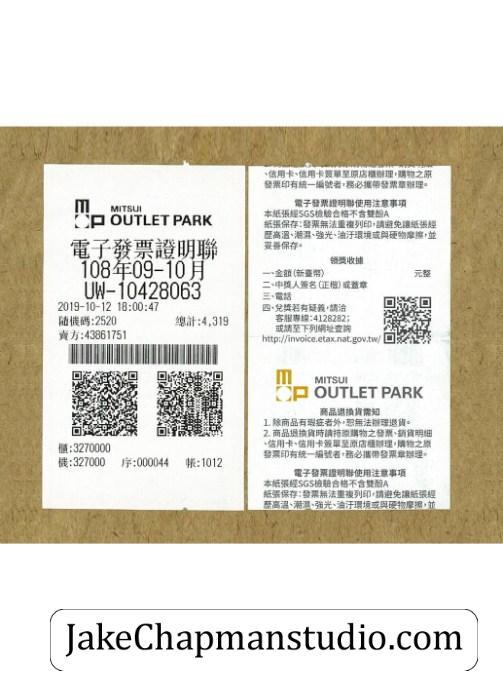 MITSUI
OUTLET PARK
電子發票證明聯
108年09-10月
UW-10428063
2019-10-12 18:00:47
隨機碼:2520 總計:4,319
賣方:43861751
櫃:3270000
機:327000 序:000044 帳:1012
、信用卡、信用卡簽單至原店櫃辦理,購物之原
發票印有統一編號者,務必攜帶發票章辦理。
電子發票證明聯使用注意事項
本紙張經SGS檢驗合格不含雙酚A
紙張保存:發票無法重複列印,請避免讓紙張經
歷高溫、潮濕、強光、油汙環境或與硬物摩擦,並
妥善保存。
領獎收據
一、金額(新臺幣) 元整
二、中獎人簽名(正楷)或蓋章
三、電話
四、兌獎若有疑義,請洽
客服專線:4128282;
或請至下列網址查詢
http://invoice.etax.nat.gov.tw/
MITSUI
OUTLET PARK
商品退換貨需知
1. 除商品有瑕疵者外,恕無法辦理退貨。
2. 商品退換貨時請持原購物之發票、銷貨明細
、信用卡、信用卡簽單至原店櫃辦理,購物之原
發票印有統一編號者,務必攜帶發票章辦理。
電子發票證明聯使用注意事項
本紙張經SGS檢驗合格不含雙酚A
紙張保存:發票無法重複列印,請避免讓紙張經
歷高溫、潮濕、強光、油汙環境或與硬物摩擦,並
JakeChapmanstudio.com